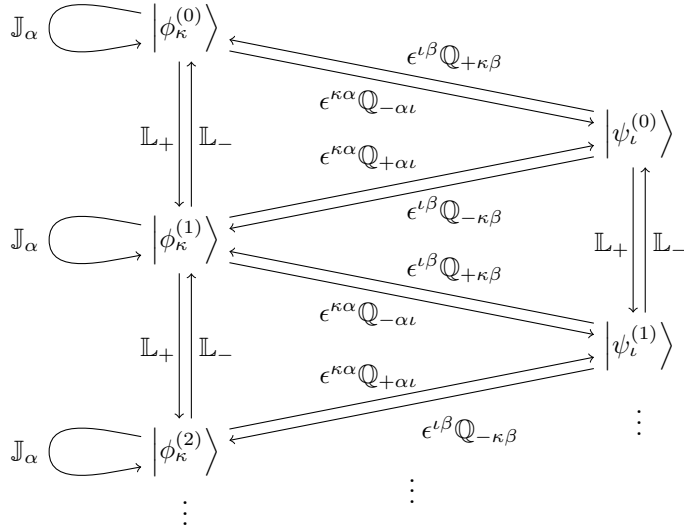 𝕁_α |ϕ_κ^{(0)}⟩
ϵ^{ιβ}ℚ_{+κβ}
ϵ^{κα}ℚ_{−αι}
|ψ_ι^{(0)}⟩
𝕃_+ 𝕃_−
ϵ^{κα}ℚ_{+αι}
ϵ^{ιβ}ℚ_{−κβ}
𝕁_α |ϕ_κ^{(1)}⟩
𝕃_+ 𝕃_−
ϵ^{ιβ}ℚ_{+κβ}
ϵ^{κα}ℚ_{−αι}
|ψ_ι^{(1)}⟩
𝕃_+ 𝕃_−
ϵ^{κα}ℚ_{+αι}
ϵ^{ιβ}ℚ_{−κβ}
⋮
𝕁_α |ϕ_κ^{(2)}⟩
⋮
⋮